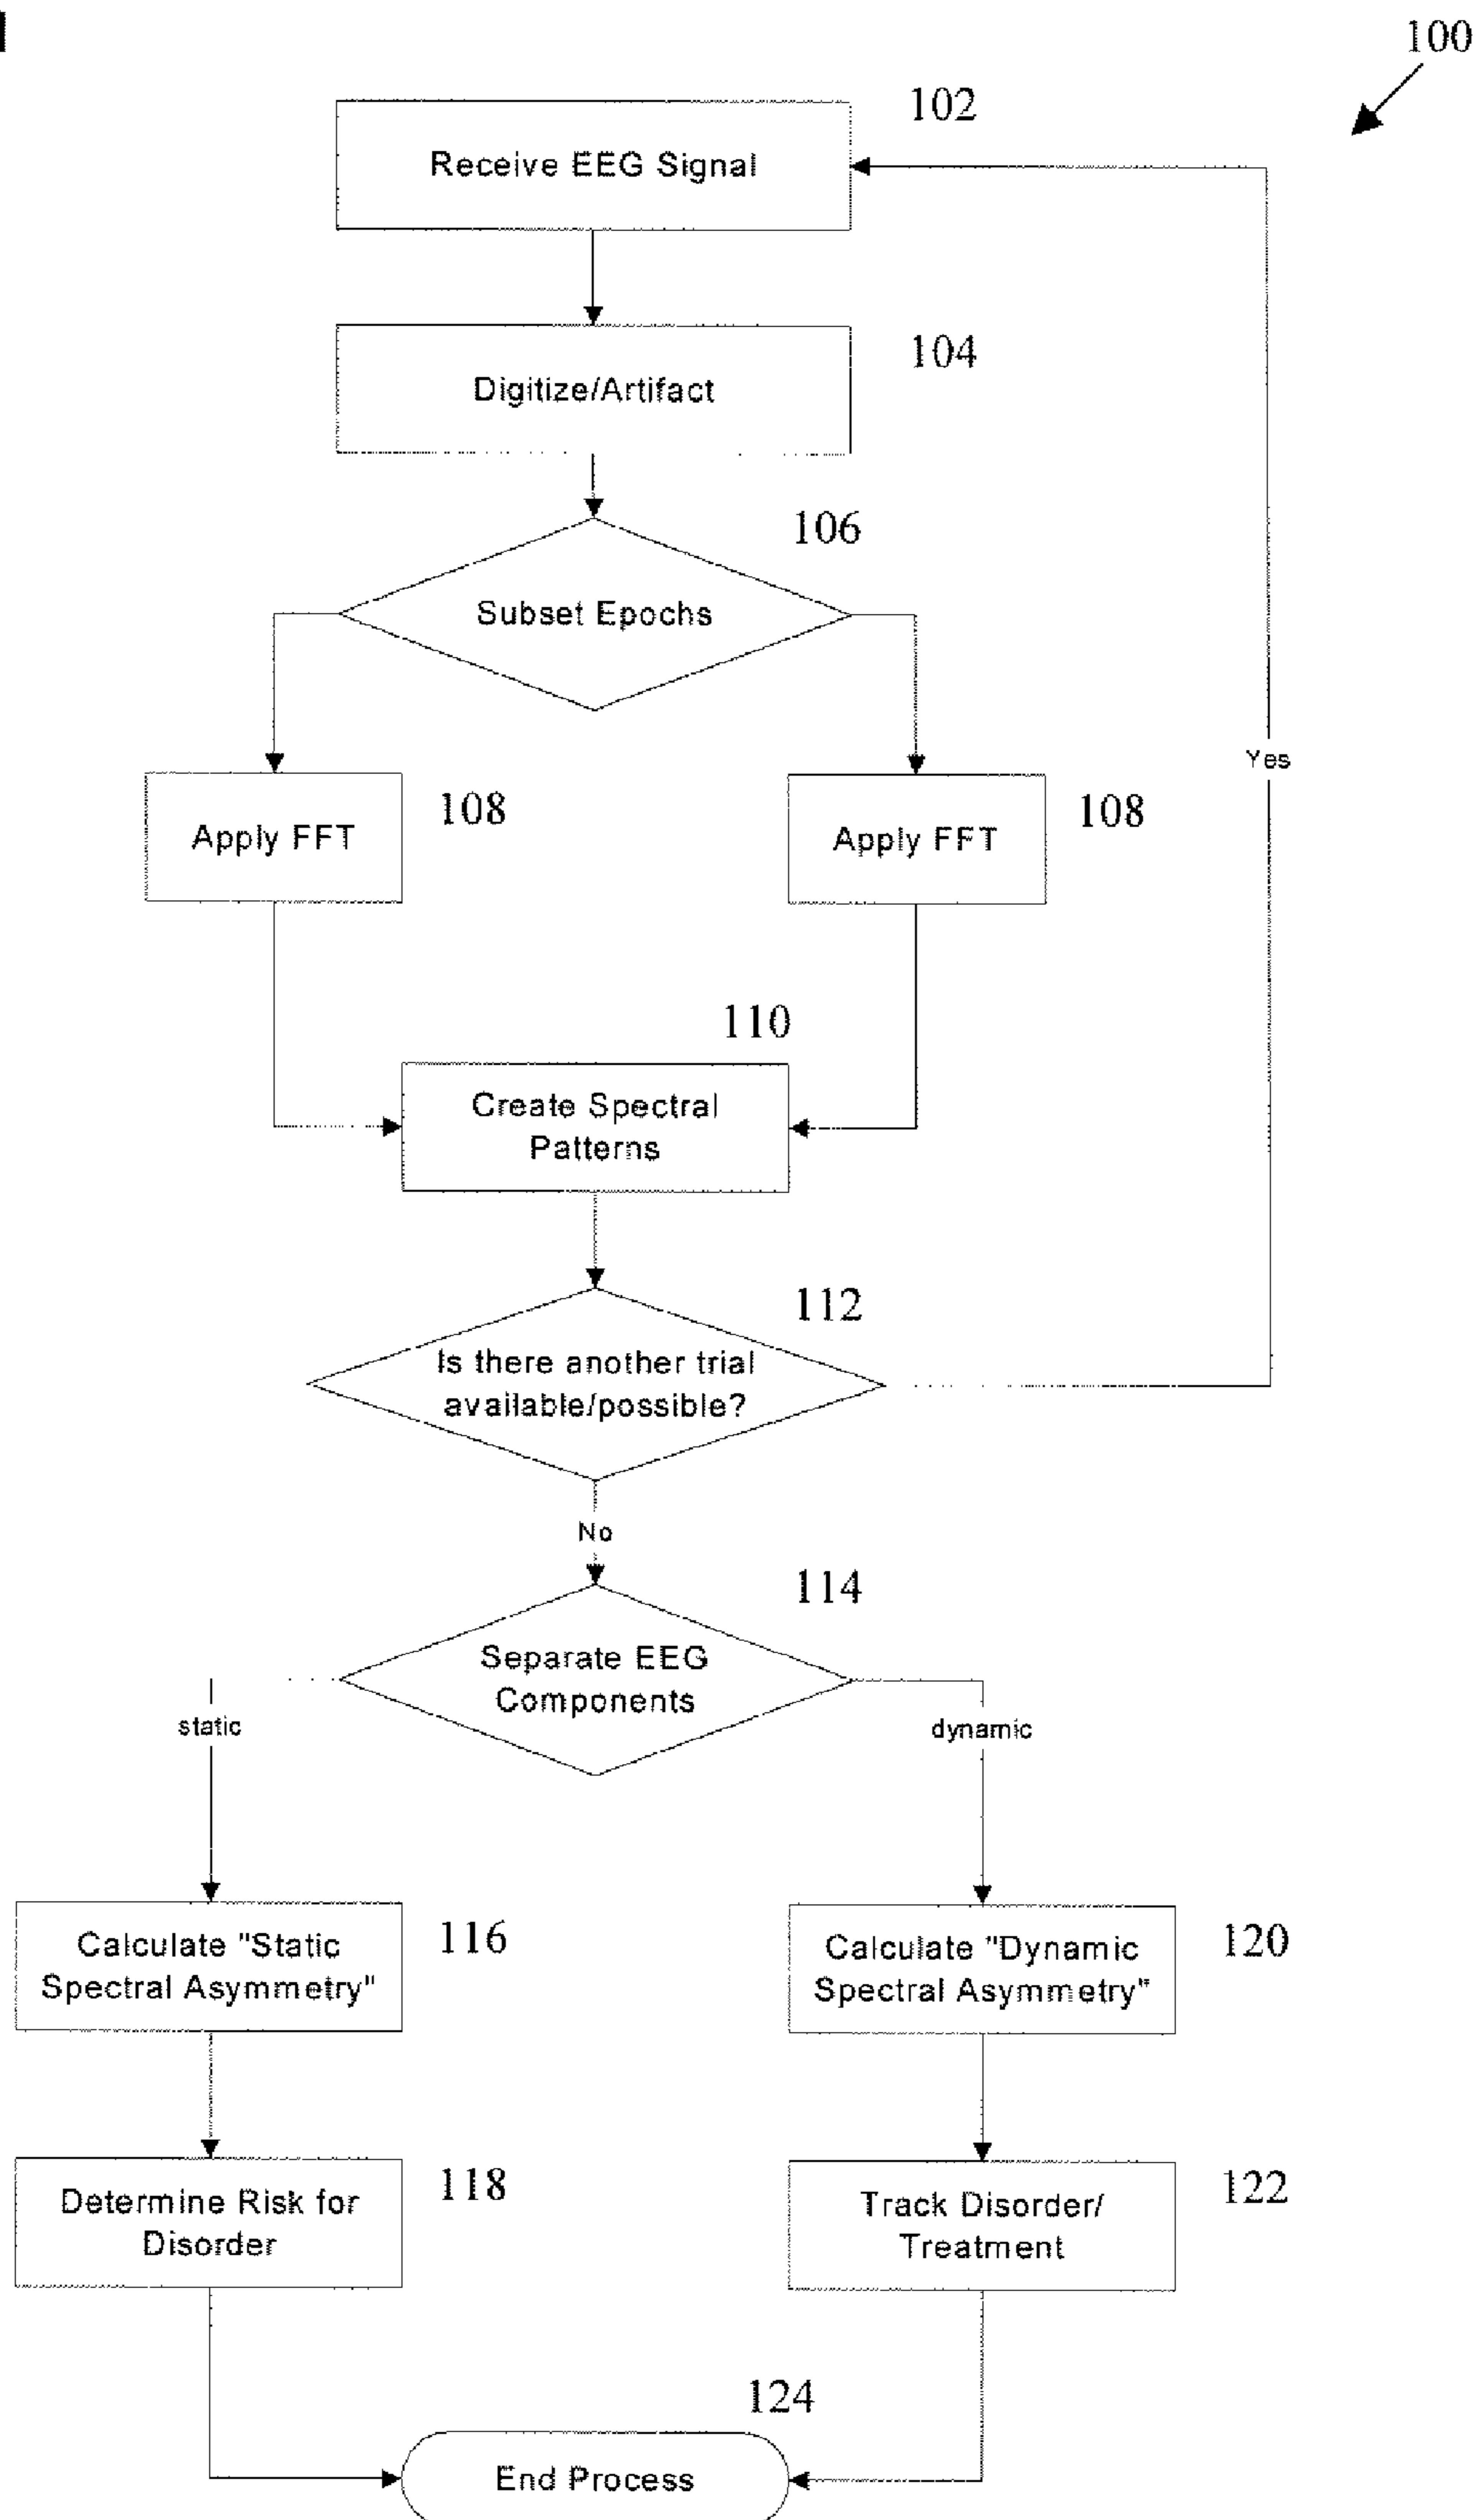 100
102
Receive EEG Signal
104
Digitize/Artifact
106
Subset Epochs
Yes
108
Apply FFT
108
Apply FFT
110
Create Spectral
Patterns
112
Is there another trial
available/possible?
No
114
Separate EEG
Components
static
dynamic
116
Calculate "Static
Spectral Asymmetry"
120
Calculate "Dynamic
Spectral Asymmetry"
118
Determine Risk for
Disorder
122
Track Disorder/
Treatment
124
End Process